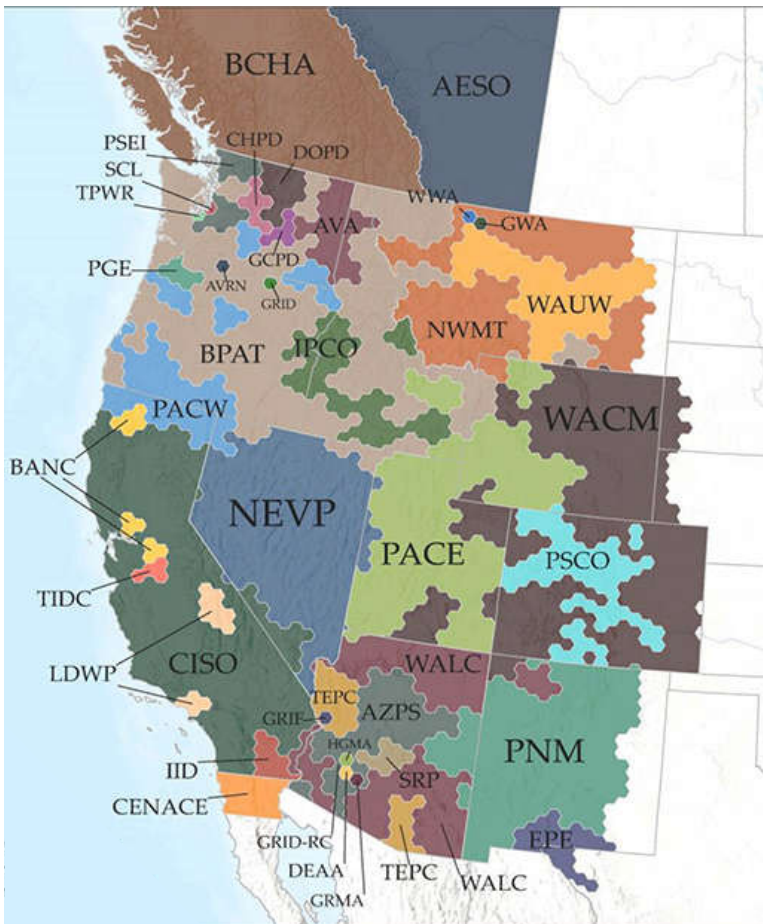 BCHA
AESO
PSEI
CHPD
DOPD
SCL
TPWR
WWA
GWA
AVA
GCPD
PGE
AVRN
GRID
WAUW
NWMT
IPCO
BPAT
PACW
WACM
BANC
NEVP
PACE
PSCO
TIDC
CISO
WALC
LDWP
TEPC
AZPS
GRIF
HGMA
PNM
IID
SRP
CENACE
EPE
GRID-RC
DEAA
TEPC
WALC
GRMA